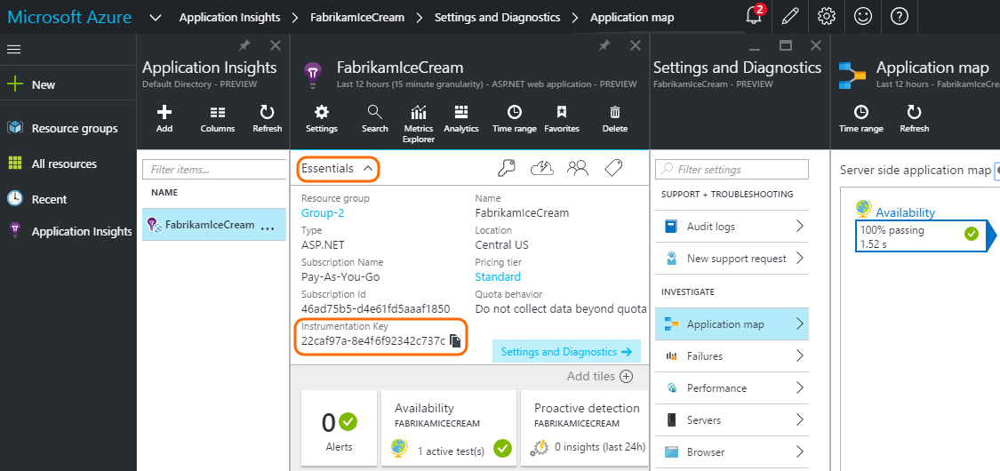 Microsoft Azure
Application Insights
FabrikamIceCream
Settings and Diagnostics
Application map
2
New
Resource groups
All resources
Recent
Application Insights
Application Insights
Default Directory - PREVIEW
Add
Columns
Refresh
Filter items...
NAME
FabrikamIceCream ...
FabrikamIceCream
Last 12 hours (15 minute granularity) - ASP.NET web application - PREVIEW
Settings
Search
Metrics
Explorer
Analytics
Time range
Favorites
Delete
Essentials
Resource group
Group-2
Type
ASP.NET
Subscription Name
Pay-As-You-Go
Subscription Id
46ad75b5-d4e61fd5aaaf1850
Instrumentation Key
22caf97a-8e4f6f92342c737c
Name
FabrikamIceCream
Location
Central US
Pricing tier
Standard
Quota behavior
Do not collect data beyond quota
Settings and Diagnostics
Add tiles
0
Alerts
Availability
FABRIKAMICECREAM
1 active test(s)
Proactive detection
FABRIKAMICECREAM
0 insights (last 24h)
Settings and Diagnostics
FabrikamIceCream - PREVIEW
Filter settings
SUPPORT + TROUBLESHOOTING
Audit logs
New support request
INVESTIGATE
Application map
Failures
Performance
Servers
Browser
Application map
Last 12 hours - FabrikamIceCrea
Time range
Refresh
Server side application map
Availability
100% passing
1.52 s